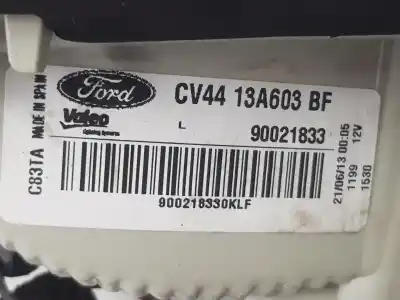 Ford
CV44 13A603 BF
Valeo
Lighting Systems
L
90021833
900218330KLF
C83TA MADE IN SPAIN
21/06/13 00:05
1199 12V
1530